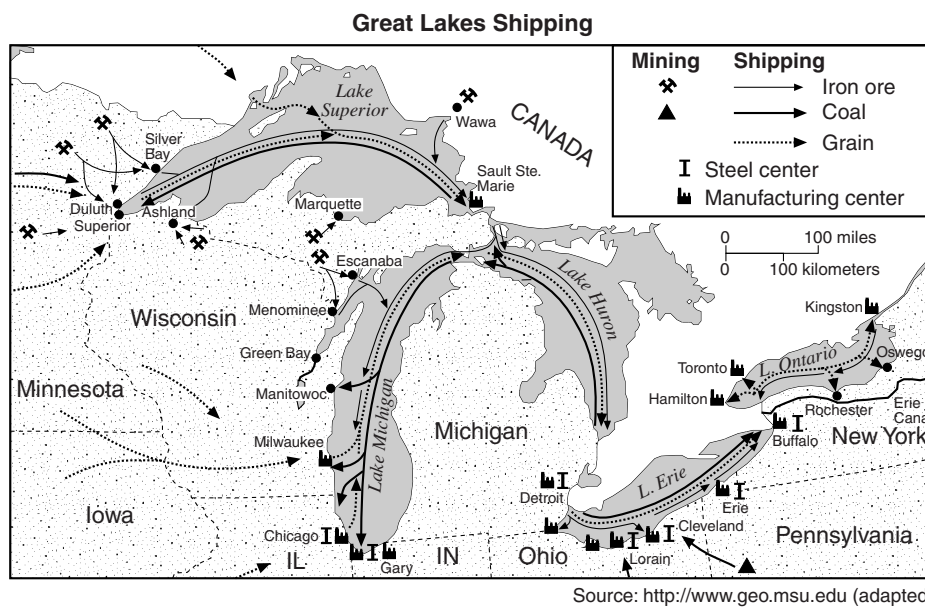 Great Lakes Shipping
Mining
Shipping
Iron ore
Coal
Grain
Steel center
Manufacturing center
Lake
Superior
Wawa
CANADA
Silver
Bay
Sault Ste.
Marie
Duluth
Superior
Ashland
Marquette
0 100 miles
0 100 kilometers
Escanaba
Lake Huron
Kingston
Wisconsin
Menominee
Green Bay
L. Ontario
Oswego
Toronto
Minnesota
Manitowoc
Hamilton
Rochester
Erie
Cana
Lake Michigan
Michigan
Milwaukee
Buffalo
New York
L. Erie
Detroit
Erie
Iowa
Chicago
Cleveland
Pennsylvania
Lorain
IL
Gary
IN
Ohio
Source: http://www.geo.msu.edu (adapted